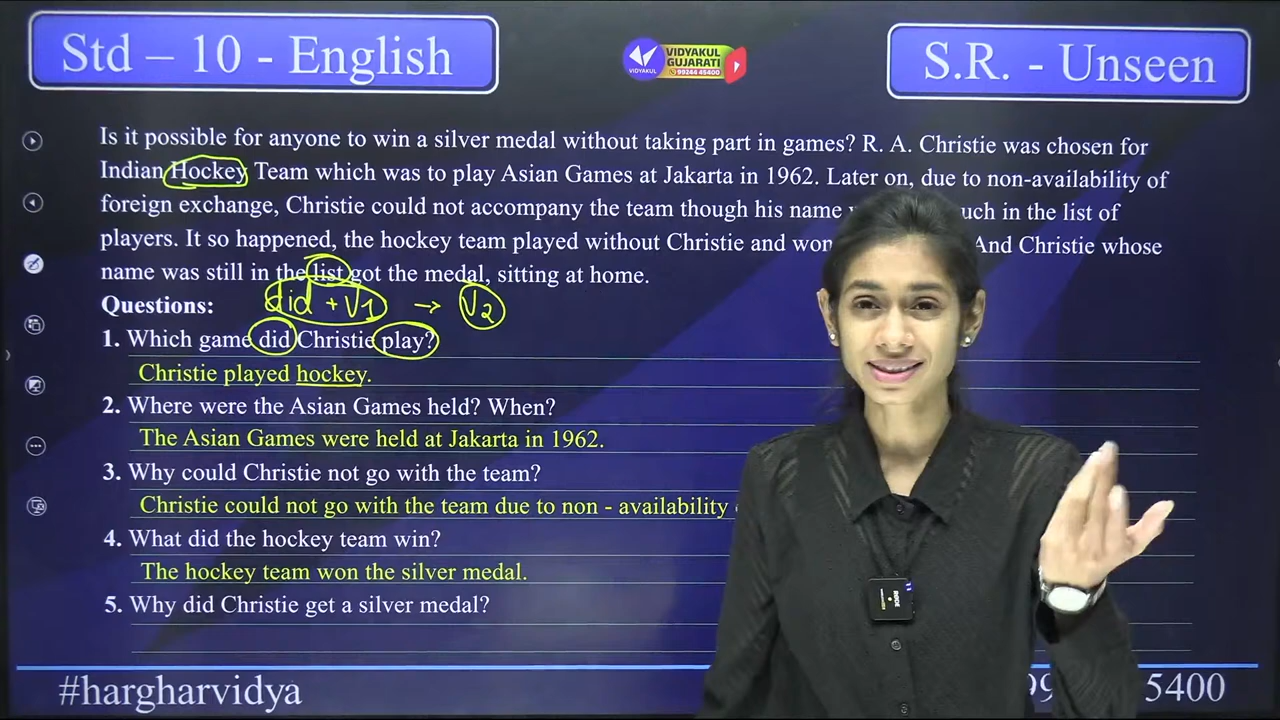 Std – 10 - English
VIDYAKUL
VIDYAKUL
GUJARATI
99244 45400
S.R. - Unseen
Is it possible for anyone to win a silver medal without taking part in games? R. A. Christie was chosen for
Indian Hockey Team which was to play Asian Games at Jakarta in 1962. Later on, due to non-availability of
foreign exchange, Christie could not accompany the team though his name uch in the list of
players. It so happened, the hockey team played without Christie and won And Christie whose
name was still in the list got the medal, sitting at home.
Questions:
did + V1 → V2
1. Which game did Christie play?
Christie played hockey.
2. Where were the Asian Games held? When?
The Asian Games were held at Jakarta in 1962.
3. Why could Christie not go with the team?
Christie could not go with the team due to non - availability
4. What did the hockey team win?
The hockey team won the silver medal.
5. Why did Christie get a silver medal?
RØDE
#hargharvidya
99 5400